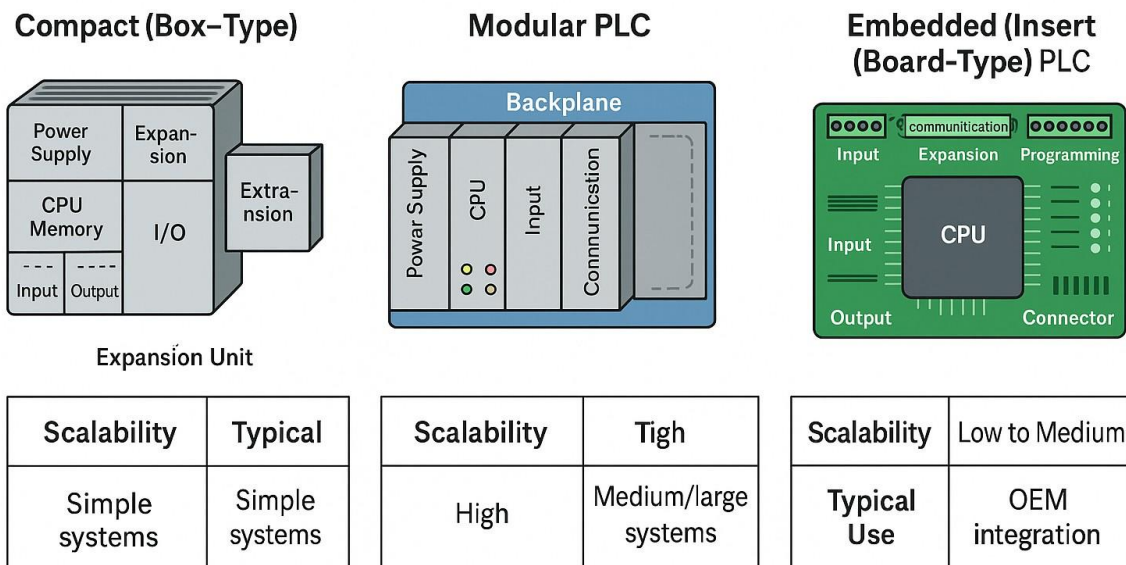 Compact (Box–Type)
Power
Supply
Expan-
sion
CPU
Memory
I/O
Input
Output
Extra-
nsion
Expansion Unit
Scalability
Typical
Simple
systems
Simple
systems
Modular PLC
Backplane
Powar Supply
CPU
Input
Connnunicstion
Scalability
Tigh
High
Medium/large
systems
Embedded (Insert
(Board-Type) PLC
communitication
Input
Expansion
Programming
CPU
Input
Output
Connector
Scalability
Low to Medium
Typical
Use
OEM
integration